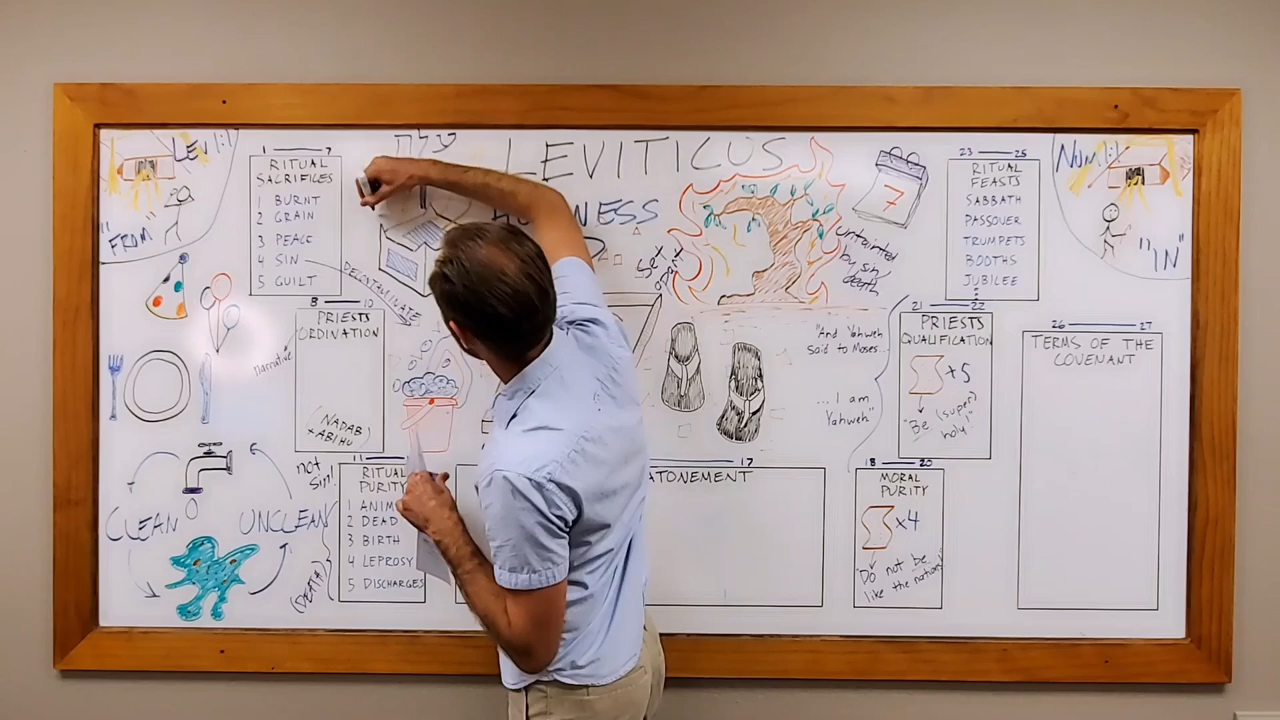 LEV 1:1
"FROM"
1 7
RITUAL
SACRIFICES
1 BURNT
2 GRAIN
3 PEACE
4 SIN
5 GUILT
DECONTAMINATE
LEVITICUS
Set
apart
7
untainted
by sin/
death
23 25
RITUAL
FEASTS
SABBATH
PASSOVER
TRUMPETS
BOOTHS
JUBILEE
NUM 1:1
"IN"
8 10
PRIESTS
ORDINATION
narrative
(NADAB
+ ABIHU)
"And Yahweh
said to Moses...
... I am
Yahweh"
21 22
PRIESTS
QUALIFICATION
+5
"Be (super)
holy!"
26 27
TERMS OF THE
COVENANT
CLEAN
UNCLEAN
not
sin!
(DEATH)
11
RITUAL
PURITY
1 ANIM
2 DEAD
3 BIRTH
4 LEPROSY
5 DISCHARGES
17
ATONEMENT
18 20
MORAL
PURITY
x4
"Do not be
like the nations"